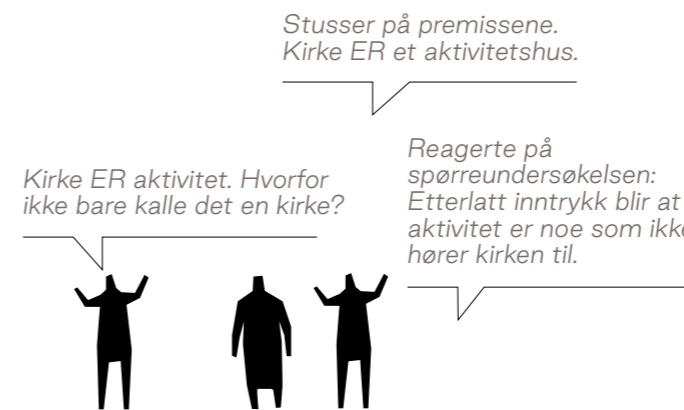 Stusser på premissene.
Kirke ER et aktivitetshus.
Kirke ER aktivitet. Hvorfor
ikke bare kalle det en kirke?
Reagerte på
spørreundersøkelsen:
Etterlatt inntrykk blir at
aktivitet er noe som ikke
hører kirken til.